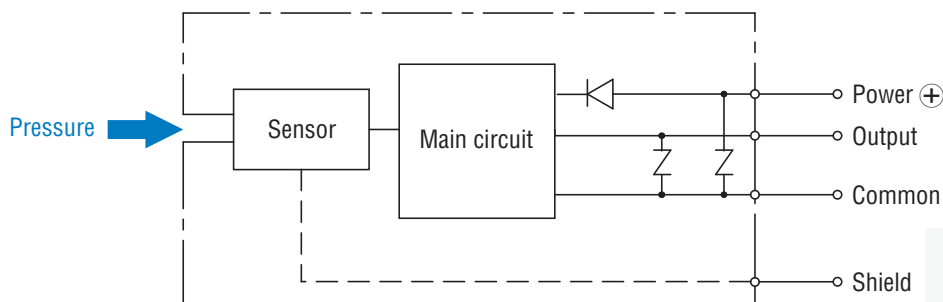 Pressure
Sensor
Main circuit
Power ⊕
Output
Common
Shield